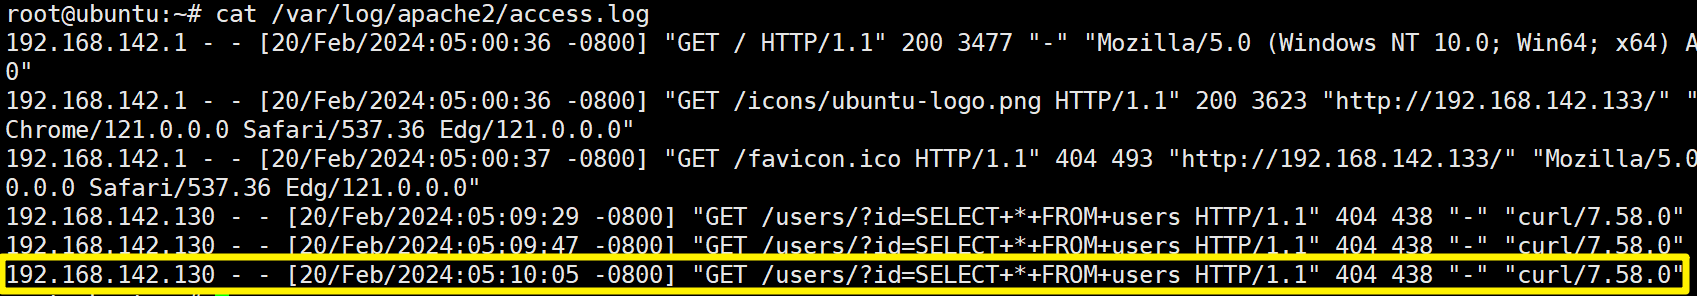 root@ubuntu:~# cat /var/log/apache2/access.log
192.168.142.1 - - [20/Feb/2024:05:00:36 -0800] "GET / HTTP/1.1" 200 3477 "-" "Mozilla/5.0 (Windows NT 10.0; Win64; x64) A
0"
192.168.142.1 - - [20/Feb/2024:05:00:36 -0800] "GET /icons/ubuntu-logo.png HTTP/1.1" 200 3623 "http://192.168.142.133/" "
Chrome/121.0.0.0 Safari/537.36 Edg/121.0.0.0"
192.168.142.1 - - [20/Feb/2024:05:00:37 -0800] "GET /favicon.ico HTTP/1.1" 404 493 "http://192.168.142.133/" "Mozilla/5.0
0.0.0 Safari/537.36 Edg/121.0.0.0"
192.168.142.130 - - [20/Feb/2024:05:09:29 -0800] "GET /users/?id=SELECT+*+FROM+users HTTP/1.1" 404 438 "-" "curl/7.58.0"
192.168.142.130 - - [20/Feb/2024:05:09:47 -0800] "GET /users/?id=SELECT+*+FROM+users HTTP/1.1" 404 438 "-" "curl/7.58.0"
192.168.142.130 - - [20/Feb/2024:05:10:05 -0800] "GET /users/?id=SELECT+*+FROM+users HTTP/1.1" 404 438 "-" "curl/7.58.0"